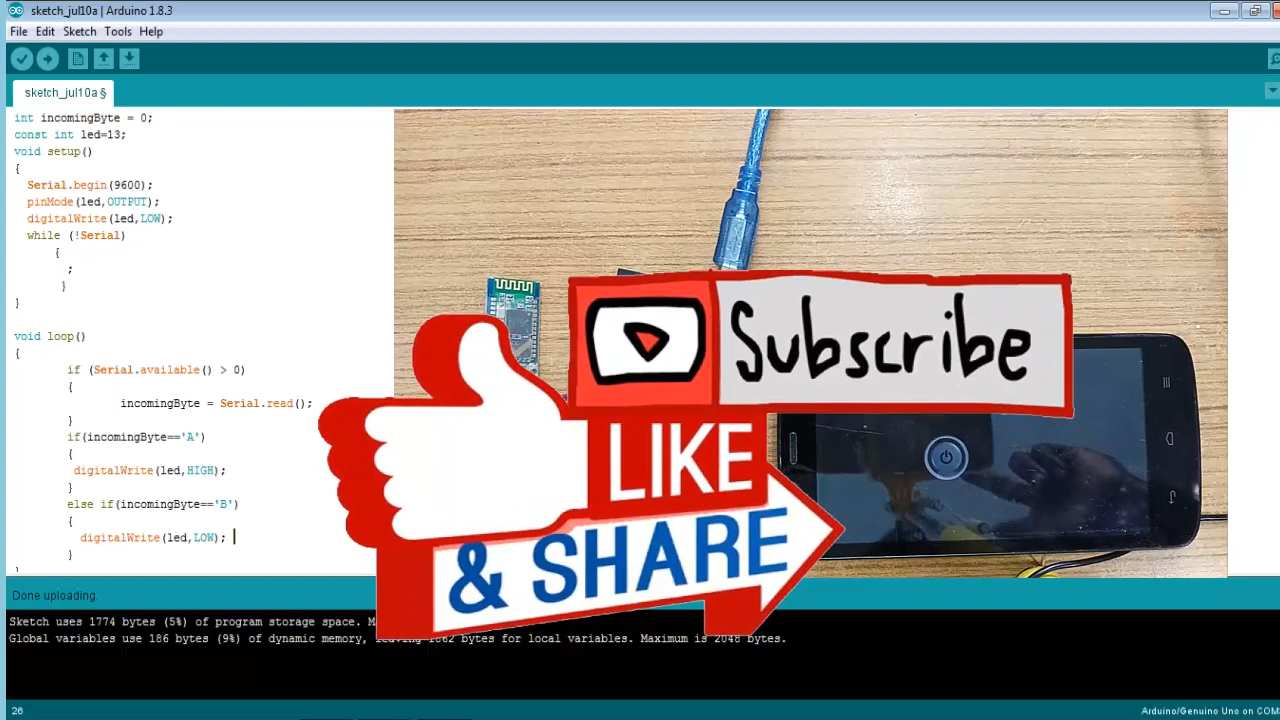 sketch_jul10a | Arduino 1.8.3
File Edit Sketch Tools Help
sketch_jul10a §
int incomingByte = 0;
const int led=13;
void setup()
{
Serial.begin(9600);
pinMode(led,OUTPUT);
digitalWrite(led,LOW);
while (!Serial)
{
;
}
}
void loop()
{
if (Serial.available() > 0)
{
incomingByte = Serial.read();
}
if(incomingByte=='A')
{
digitalWrite(led,HIGH);
}
else if(incomingByte=='B')
{
digitalWrite(led,LOW);
}
Subscribe
LIKE
& SHARE
Done uploading.
Sketch uses 1774 bytes (5%) of program storage space.
Global variables use 186 bytes (9%) of dynamic memory, leaving 1862 bytes for local variables. Maximum is 2048 bytes.
26
Arduino/Genuino Uno on COM